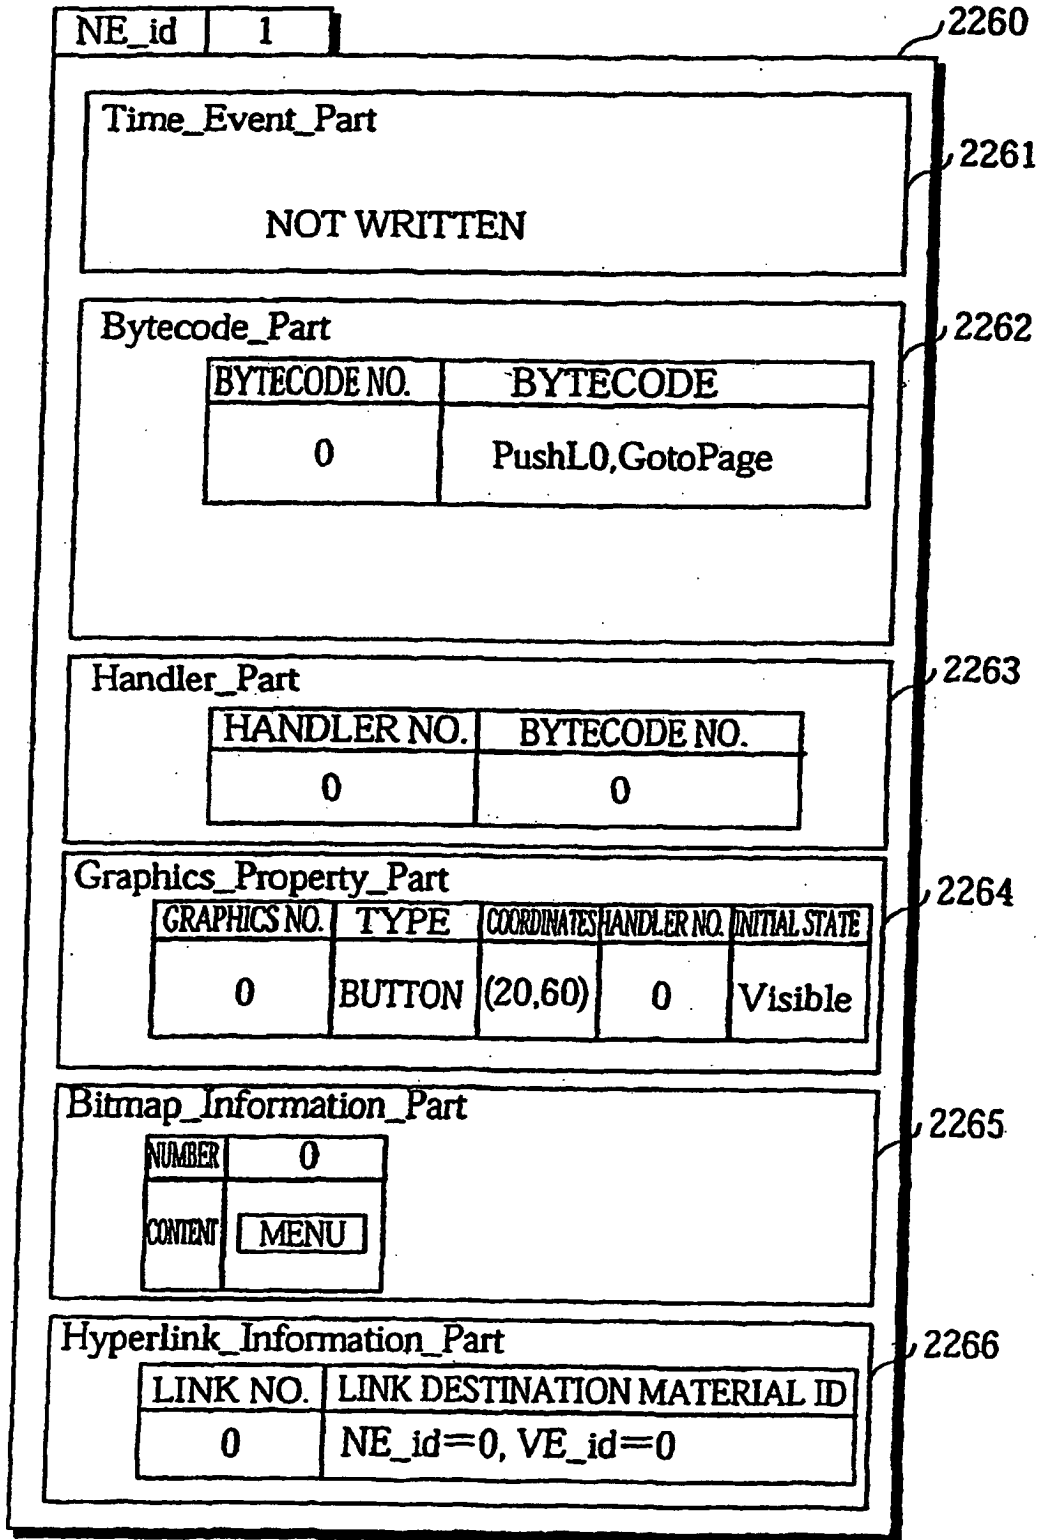 NE_id 1
2260
Time_Event_Part
2261
NOT WRITTEN
Bytecode_Part
2262
BYTECODE NO. BYTECODE
0 PushL0,GotoPage
Handler_Part
2263
HANDLER NO. BYTECODE NO.
0 0
Graphics_Property_Part
2264
GRAPHICS NO. TYPE COORDINATES HANDLER NO. INITIAL STATE
0 BUTTON (20,60) 0 Visible
Bitmap_Information_Part
2265
NUMBER 0
CONTENT MENU
Hyperlink_Information_Part
2266
LINK NO. LINK DESTINATION MATERIAL ID
0 NE_id=0, VE_id=0